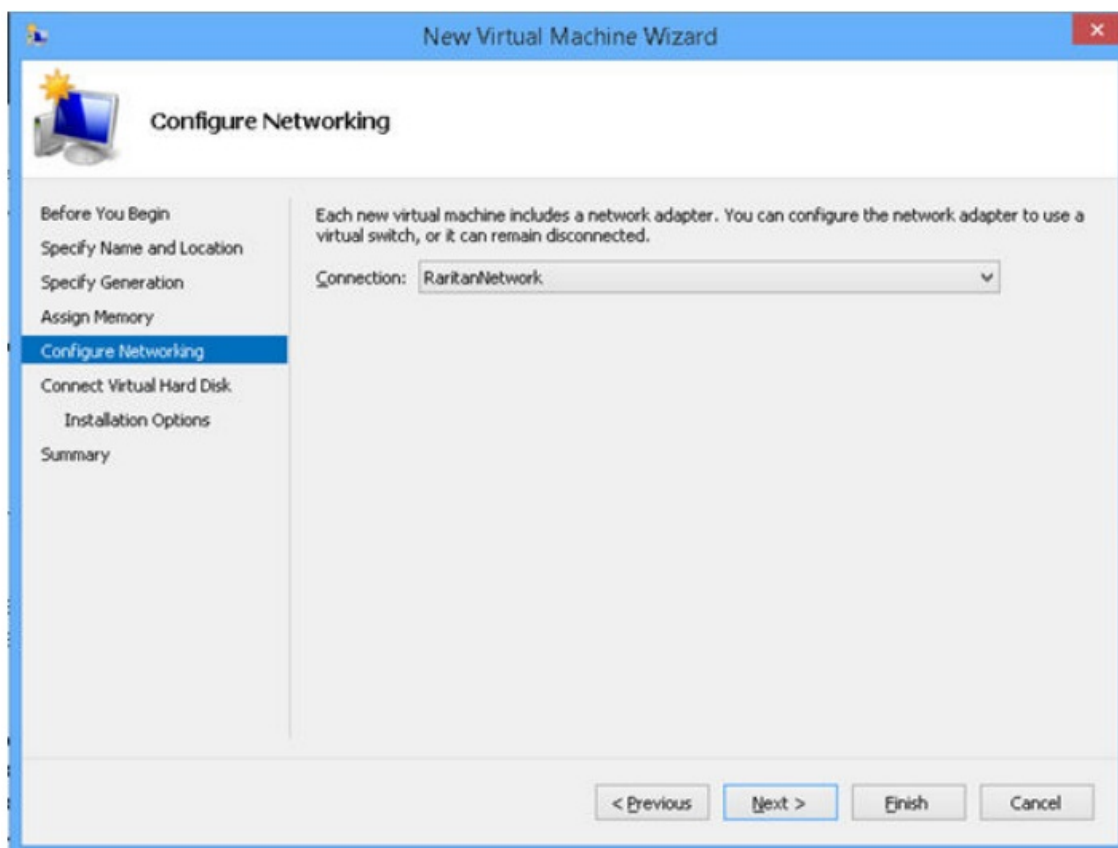 New Virtual Machine Wizard
Configure Networking
Before You Begin
Specify Name and Location
Specify Generation
Assign Memory
Configure Networking
Connect Virtual Hard Disk
Installation Options
Summary
Each new virtual machine includes a network adapter. You can configure the network adapter to use a
virtual switch, or it can remain disconnected.
Connection: RaritanNetwork
< Previous Next > Finish Cancel